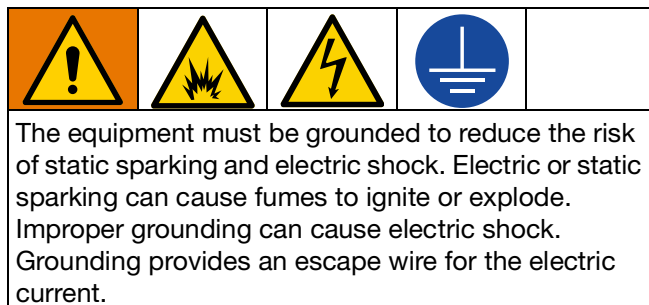 The equipment must be grounded to reduce the risk
of static sparking and electric shock. Electric or static
sparking can cause fumes to ignite or explode.
Improper grounding can cause electric shock.
Grounding provides an escape wire for the electric
current.